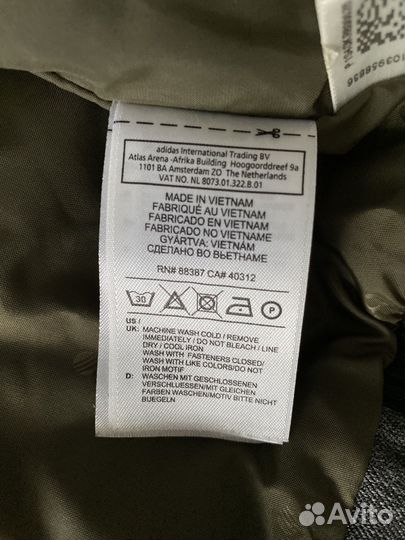 adidas International Trading BV
Atlas Arena -Afrika Building Hoogoorddreef 9a
1101 BA Amsterdam ZO The Netherlands
VAT NO. NL 8073.01.322.B.01
MADE IN VIETNAM
FABRIQUÉ AU VIETNAM
FABRICADO EN VIETNAM
FABRICADO NO VIETNAME
GYÁRTVA: VIETNÁM
СДЕЛАНО ВО ВЬЕТНАМЕ
RN# 88387 CA# 40312
30
P
US /
UK: MACHINE WASH COLD / REMOVE
IMMEDIATELY / DO NOT BLEACH / LINE
DRY / COOL IRON
WASH WITH FASTENERS CLOSED/
WASH WITH LIKE COLORS/DO NOT
IRON MOTIF
D: WASCHEN MIT GESCHLOSSENEN
VERSCHLUESSEN/MIT GLEICHEN
FARBEN WASCHEN/MOTIV BITTE NICHT
BUEGELN
Avito